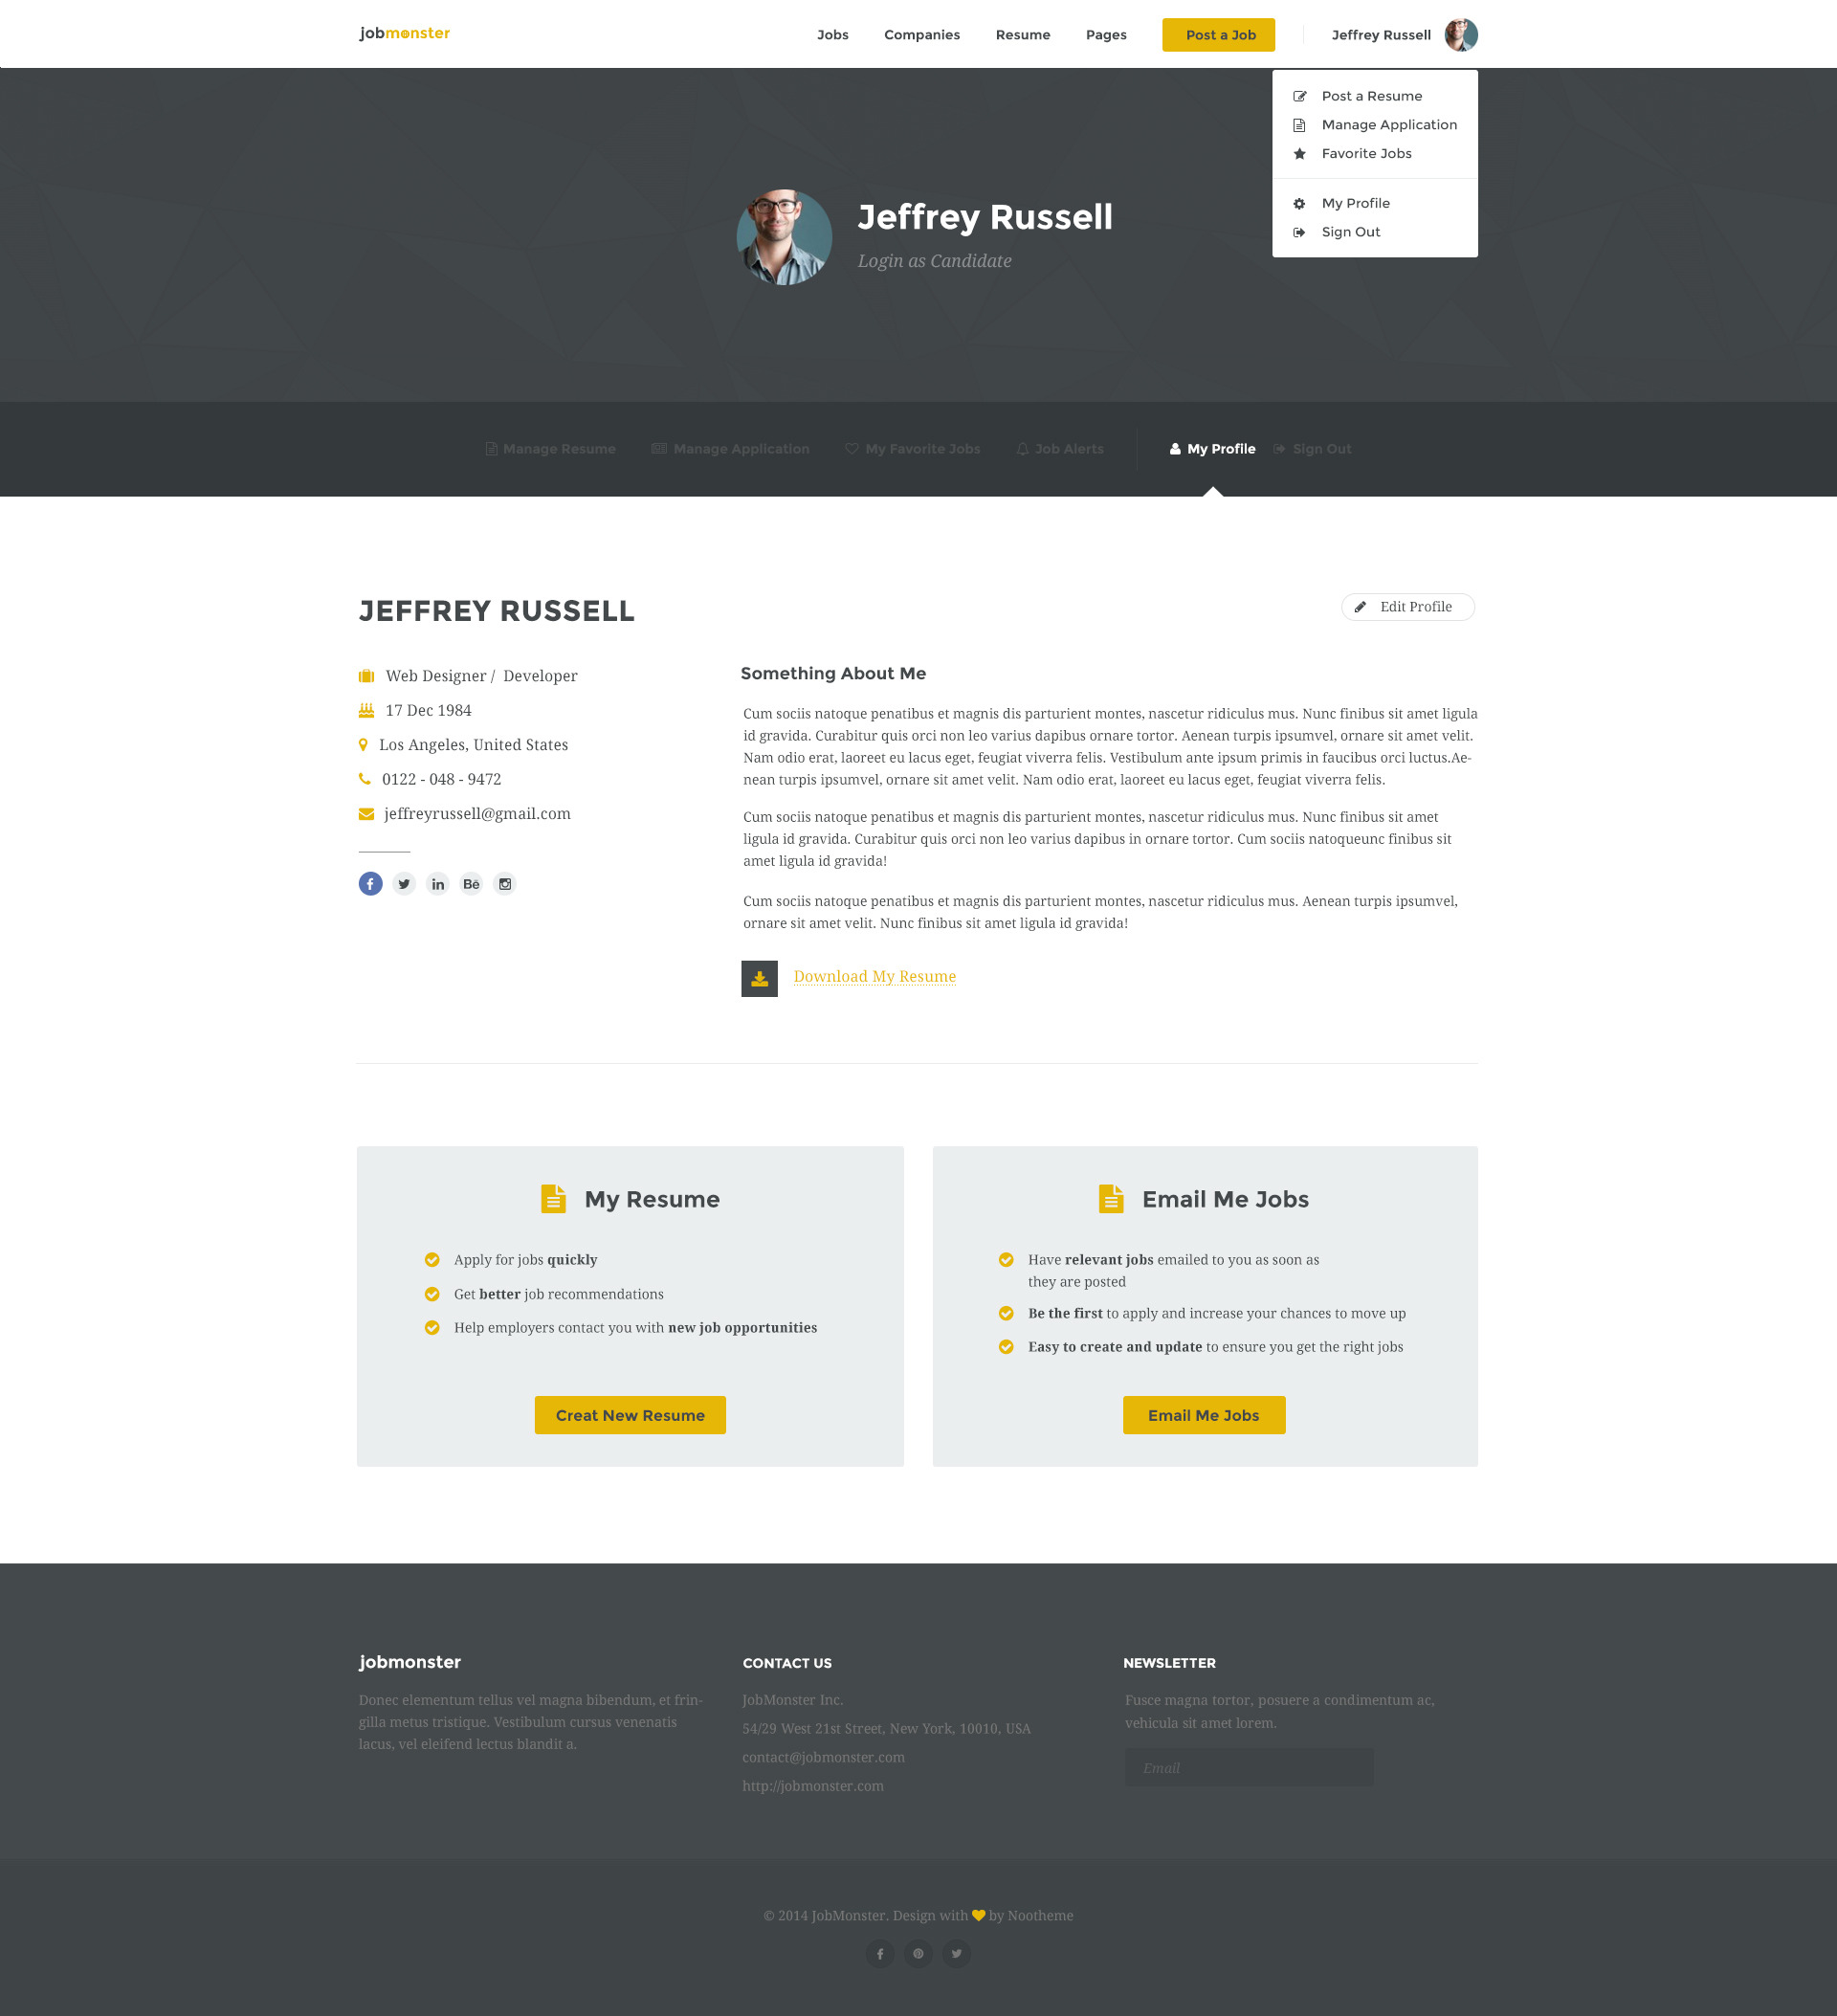 jobmonster
Jobs Companies Resume Pages Post a Job Jeffrey Russell
Post a Resume
Manage Application
Favorite Jobs
My Profile
Sign Out
Jeffrey Russell
Login as Candidate
Manage Resume Manage Application My Favorite Jobs Job Alerts My Profile Sign Out
JEFFREY RUSSELL
Edit Profile
Web Designer / Developer
17 Dec 1984
Los Angeles, United States
0122 - 048 - 9472
jeffreyrussell@gmail.com
Bē
Something About Me
Cum sociis natoque penatibus et magnis dis parturient montes, nascetur ridiculus mus. Nunc finibus sit amet ligula
id gravida. Curabitur quis orci non leo varius dapibus ornare tortor. Aenean turpis ipsumvel, ornare sit amet velit.
Nam odio erat, laoreet eu lacus eget, feugiat viverra felis. Vestibulum ante ipsum primis in faucibus orci luctus.Ae-
nean turpis ipsumvel, ornare sit amet velit. Nam odio erat, laoreet eu lacus eget, feugiat viverra felis.
Cum sociis natoque penatibus et magnis dis parturient montes, nascetur ridiculus mus. Nunc finibus sit amet
ligula id gravida. Curabitur quis orci non leo varius dapibus in ornare tortor. Cum sociis natoqueunc finibus sit
amet ligula id gravida!
Cum sociis natoque penatibus et magnis dis parturient montes, nascetur ridiculus mus. Aenean turpis ipsumvel,
ornare sit amet velit. Nunc finibus sit amet ligula id gravida!
Download My Resume
My Resume
Apply for jobs quickly
Get better job recommendations
Help employers contact you with new job opportunities
Creat New Resume
Email Me Jobs
Have relevant jobs emailed to you as soon as
they are posted
Be the first to apply and increase your chances to move up
Easy to create and update to ensure you get the right jobs
Email Me Jobs
jobmonster
Donec elementum tellus vel magna bibendum, et frin-
gilla metus tristique. Vestibulum cursus venenatis
lacus, vel eleifend lectus blandit a.
CONTACT US
JobMonster Inc.
54/29 West 21st Street, New York, 10010, USA
contact@jobmonster.com
http://jobmonster.com
NEWSLETTER
Fusce magna tortor, posuere a condimentum ac,
vehicula sit amet lorem.
Email
© 2014 JobMonster. Design with by Nootheme